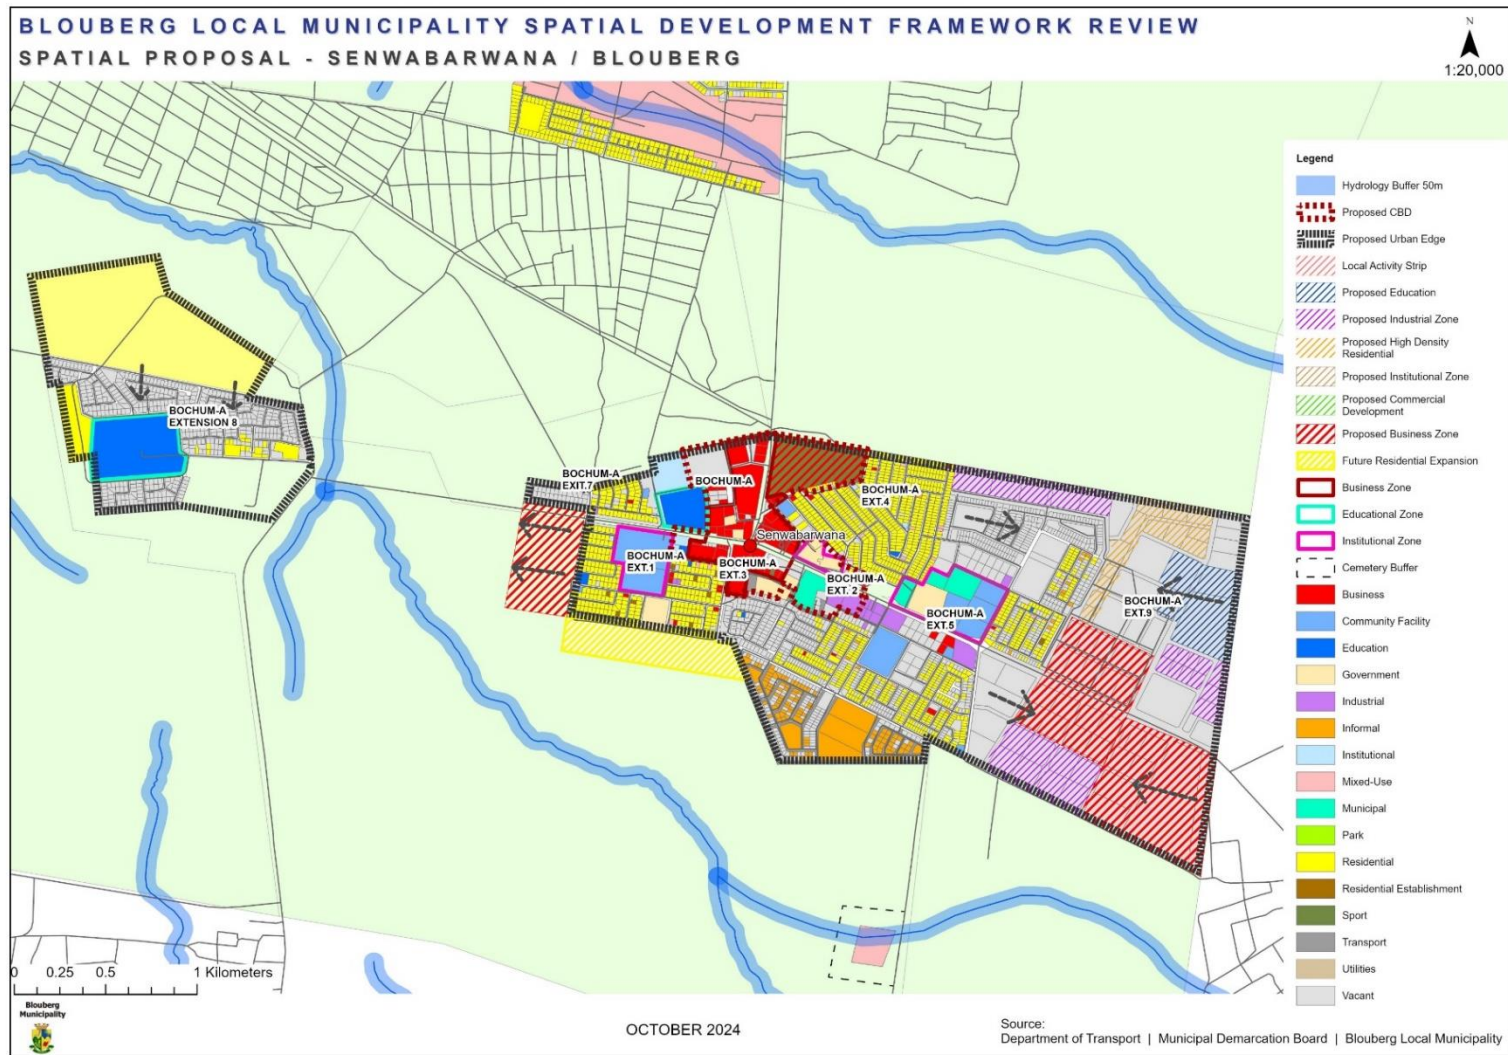 BLOUBERG LOCAL MUNICIPALITY SPATIAL DEVELOPMENT FRAMEWORK REVIEW
SPATIAL PROPOSAL - SENWABARWANA / BLOUBERG
N
1:20,000
Legend
Hydrology Buffer 50m
Proposed CBD
Proposed Urban Edge
Local Activity Strip
Proposed Education
Proposed Industrial Zone
Proposed High Density
Residential
Proposed Institutional Zone
Proposed Commercial
Development
Proposed Business Zone
Future Residential Expansion
Business Zone
Educational Zone
Institutional Zone
Cemetery Buffer
Business
Community Facility
Education
Government
Industrial
Informal
Institutional
Mixed-Use
Municipal
Park
Residential
Residential Establishment
Sport
Transport
Utilities
Vacant
BOCHUM-A
EXTENSION 8
BOCHUM-A
EXIT.7
BOCHUM-A
BOCHUM-A
EXT.4
Senwabarwana
BOCHUM-A
EXT.1
BOCHUM-A
EXT.3
BOCHUM-A
EXT. 2
BOCHUM-A
EXT.5
BOCHUM-A
EXT.9
0 0.25 0.5 1 Kilometers
Blouberg
Municipality
OCTOBER 2024
Source:
Department of Transport | Municipal Demarcation Board | Blouberg Local Municipality